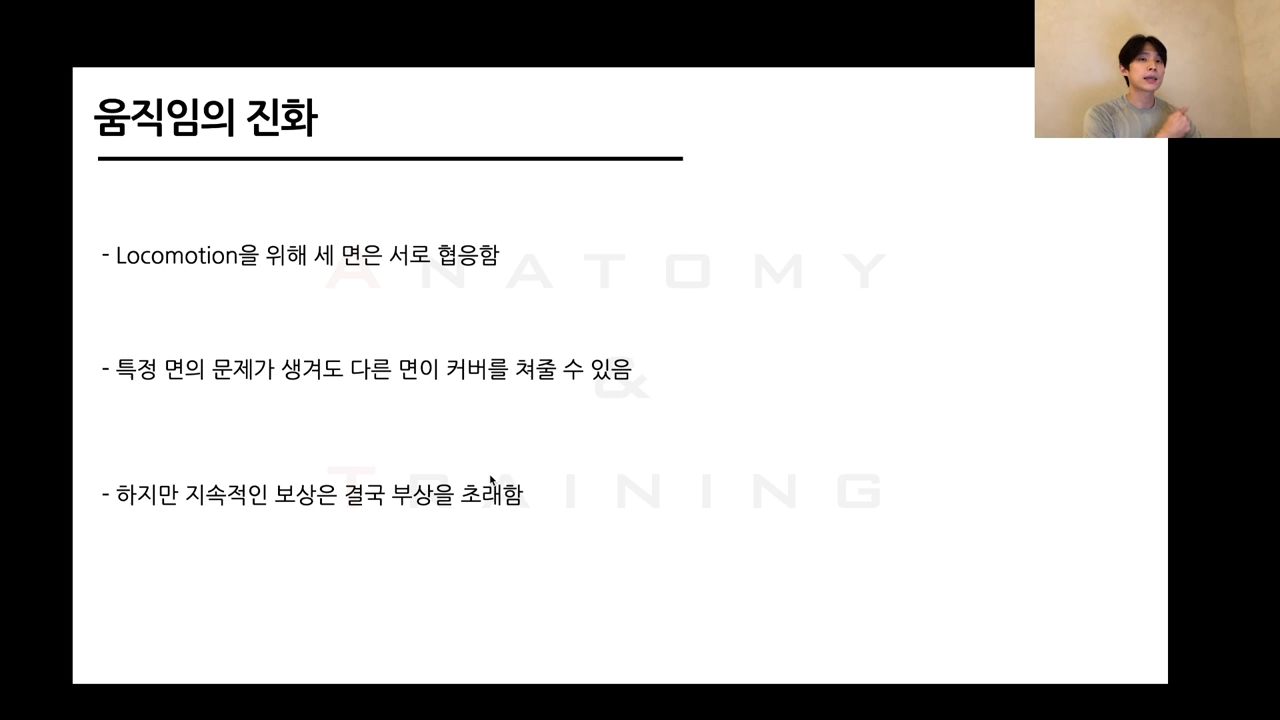 움직임의 진화
- Locomotion을 위해 세 면은 서로 협응함
ANATOMY
- 특정 면의 문제가 생겨도 다른 면이 커버를 쳐줄 수 있음
&
- 하지만 지속적인 보상은 결국 부상을 초래함
TRAINING